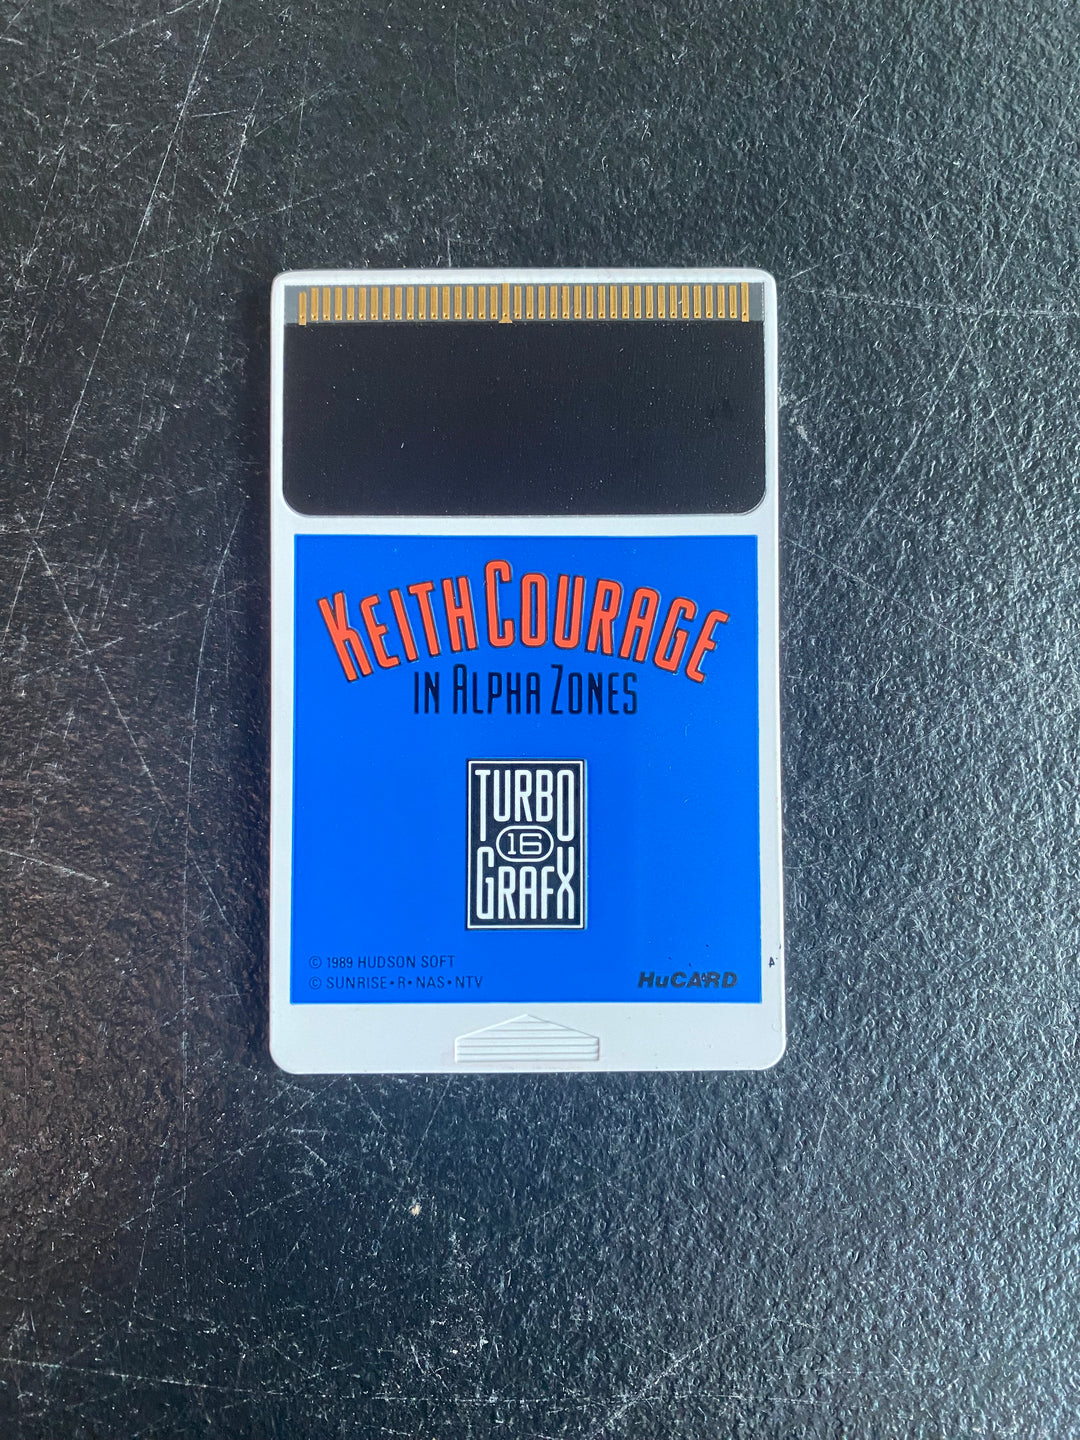 KEITH COURAGE
IN ALPHA ZONES
TURBO
16
GRAFX
© 1989 HUDSON SOFT
© SUNRISE•R•NAS•NTV
HuCARD